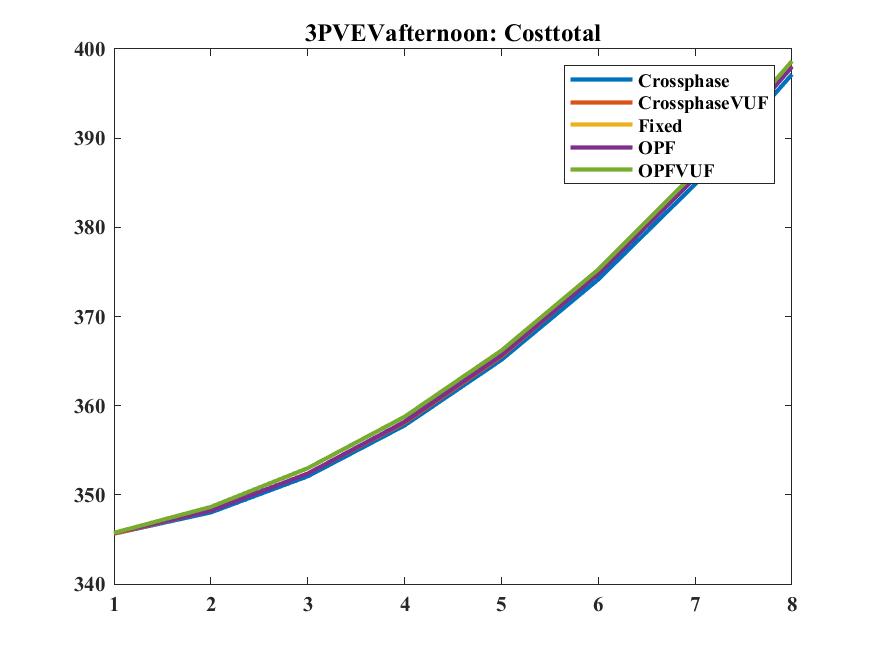 3PVEVafternoon: Costtotal
400
390
380
370
360
350
340
Crossphase
CrossphaseVUF
Fixed
OPF
OPFVUF
1 2 3 4 5 6 7 8